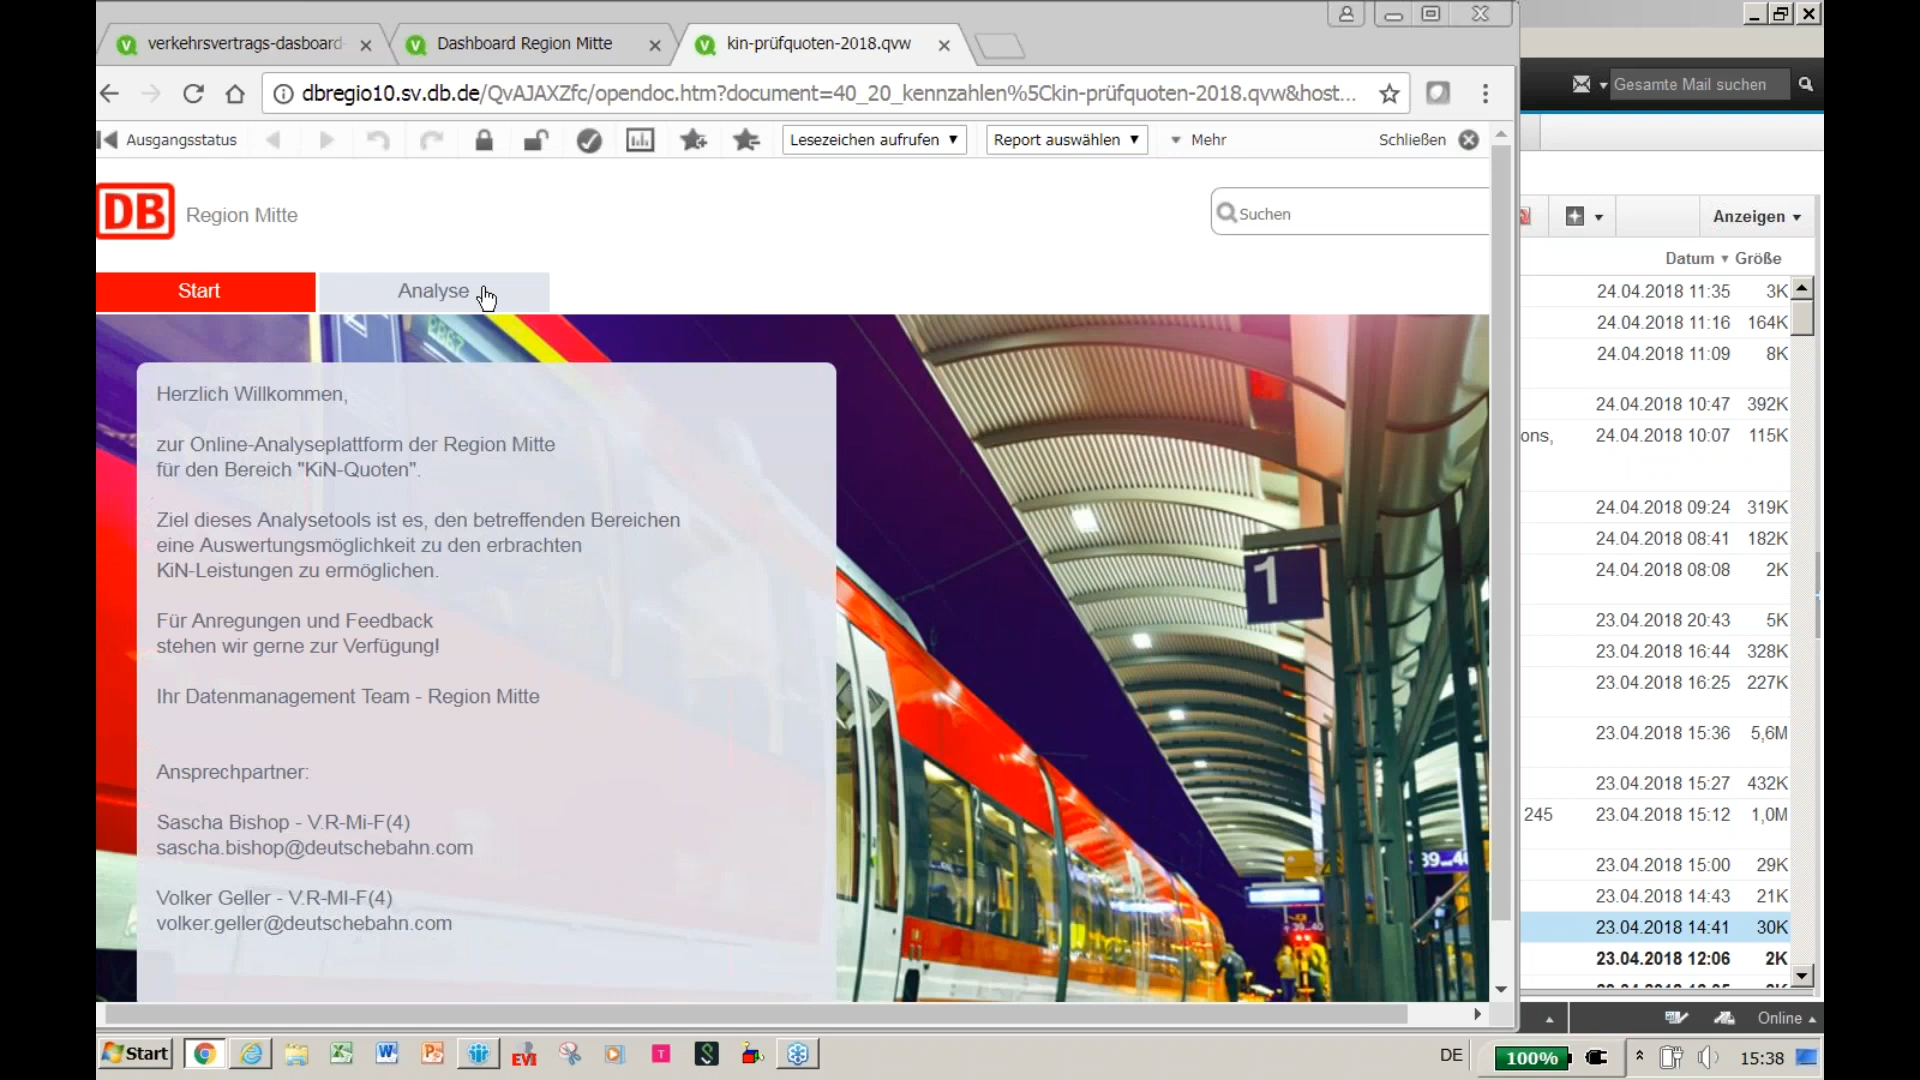 verkehrsvertrags-dasboard
Dashboard Region Mitte
kin-prüfquoten-2018.qvw
dbregio10.sv.db.de/QvAJAXZfc/opendoc.htm?document=40_20_kennzahlen%5Ckin-prüfquoten-2018.qvw&host...
Gesamte Mail suchen
Ausgangsstatus
Lesezeichen aufrufen
Report auswählen
Mehr
Schließen
DB
Region Mitte
Suchen
Start
Analyse
Herzlich Willkommen,
zur Online-Analyseplattform der Region Mitte
für den Bereich "KiN-Quoten".
Ziel dieses Analysetools ist es, den betreffenden Bereichen
eine Auswertungsmöglichkeit zu den erbrachten
KiN-Leistungen zu ermöglichen.
Für Anregungen und Feedback
stehen wir gerne zur Verfügung!
Ihr Datenmanagement Team - Region Mitte
Ansprechpartner:
Sascha Bishop - V.R-Mi-F(4)
sascha.bishop@deutschebahn.com
Volker Geller - V.R-MI-F(4)
volker.geller@deutschebahn.com
1
Anzeigen
Datum Größe
24.04.2018 11:35 3K
24.04.2018 11:16 164K
24.04.2018 11:09 8K
24.04.2018 10:47 392K
ons, 24.04.2018 10:07 115K
24.04.2018 09:24 319K
24.04.2018 08:41 182K
24.04.2018 08:08 2K
23.04.2018 20:43 5K
23.04.2018 16:44 328K
23.04.2018 16:25 227K
23.04.2018 15:36 5,6M
23.04.2018 15:27 432K
245 23.04.2018 15:12 1,0M
23.04.2018 15:00 29K
23.04.2018 14:43 21K
23.04.2018 14:41 30K
23.04.2018 12:06 2K
Online
Start
EVI
DE
100%
15:38